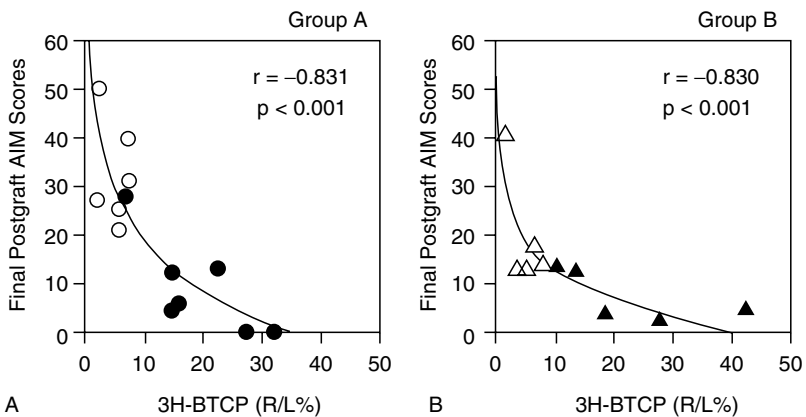 Group A
60
50
40
30
20
10
0
Final Postgraft AIM Scores
r = –0.831
p < 0.001
0 10 20 30 40 50
3H-BTCP (R/L%)
A
Group B
60
50
40
30
20
10
0
Final Postgraft AIM Scores
r = –0.830
p < 0.001
0 10 20 30 40 50
3H-BTCP (R/L%)
B